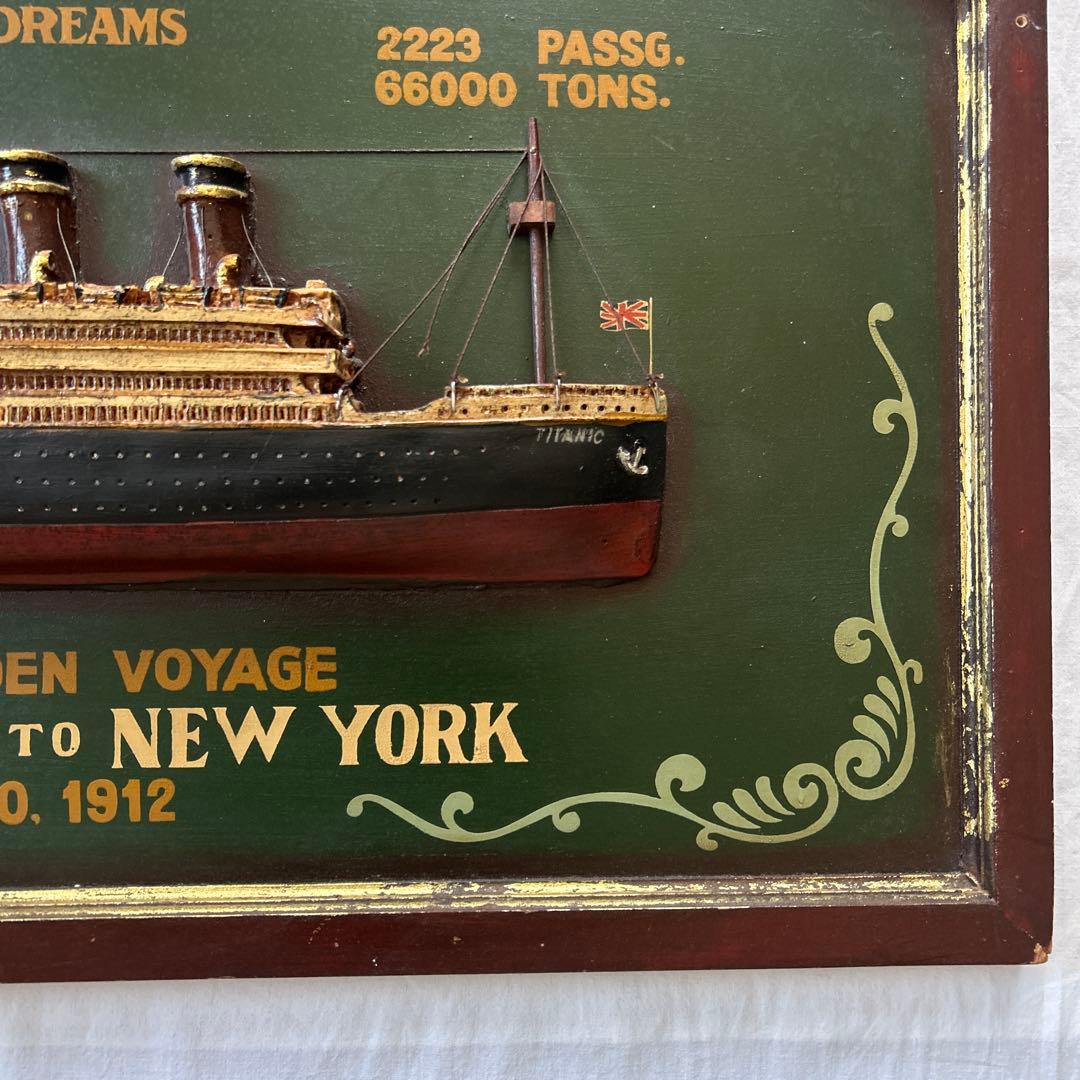 DREAMS
2223 PASSG.
66000 TONS.
TITANIC
DEN VOYAGE
TO NEW YORK
0, 1912